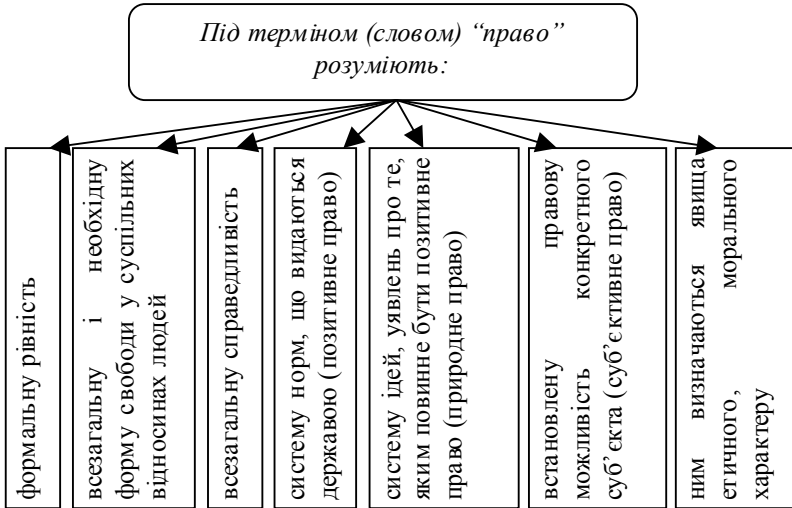 Під терміном (словом) “право”
розуміють:
формальну рівність
всезагальну і необхідну
форму свободи у суспільних
відносинах людей
всезагальну справедливість
систему норм, що видаються
державою (позитивне право)
систему ідей, уявлень про те,
яким повинне бути позитивне
право (природне право)
встановлену правову
можливість конкретного
суб’єкта (суб’єктивне право)
ним визначаються явища
етичного, морального
характеру